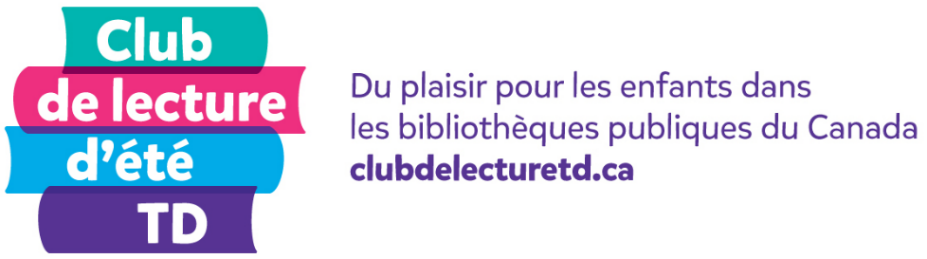 Club
de lecture
d'été
TD
Du plaisir pour les enfants dans
les bibliothèques publiques du Canada
clubdelecturetd.ca